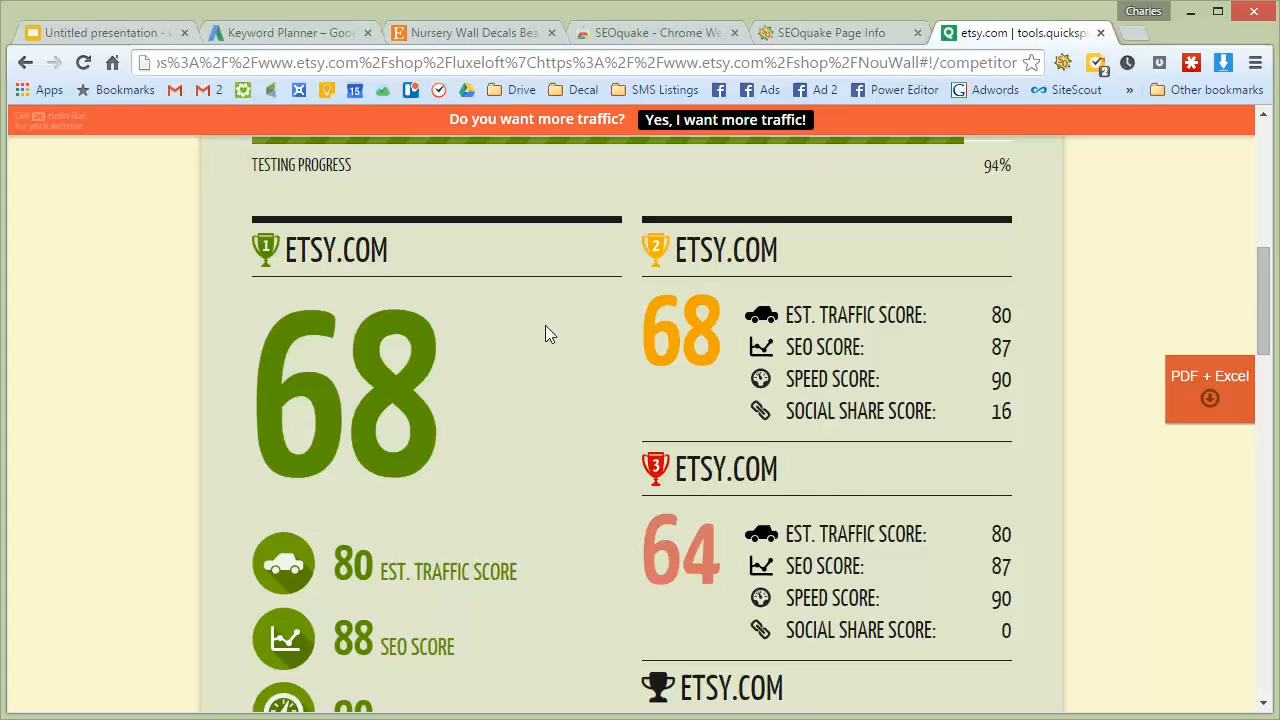 Charles
Untitled presentation -
Keyword Planner – Goo
Nursery Wall Decals Bea
SEOquake - Chrome We
SEOquake Page Info
etsy.com | tools.quicksp
ps%3A%2F%2Fwww.etsy.com%2Fshop%2Fluxeloft%7Chttps%3A%2F%2Fwww.etsy.com%2Fshop%2FNouWall#!/competitor
2
Apps
Bookmarks
M 2
15
Drive
Decal
SMS Listings
Ads
Ad 2
Power Editor
Adwords
SiteScout
»
Other bookmarks
Do you want more traffic?
Yes, I want more traffic!
TESTING PROGRESS
94%
1 ETSY.COM
68
80 EST. TRAFFIC SCORE
88 SEO SCORE
2 ETSY.COM
68
EST. TRAFFIC SCORE: 80
SEO SCORE: 87
SPEED SCORE: 90
SOCIAL SHARE SCORE: 16
3 ETSY.COM
64
EST. TRAFFIC SCORE: 80
SEO SCORE: 87
SPEED SCORE: 90
SOCIAL SHARE SCORE: 0
ETSY.COM
PDF + Excel